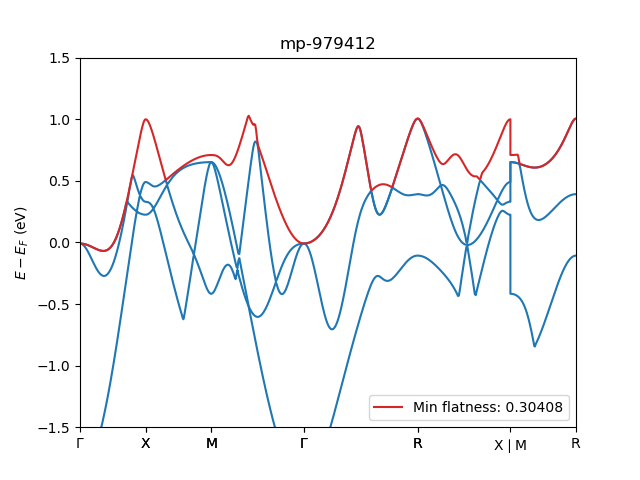 mp-979412
1.5
1.0
0.5
0.0
−0.5
−1.0
−1.5
E − E_F (eV)
Min flatness: 0.30408
Γ X M Γ R X | M R